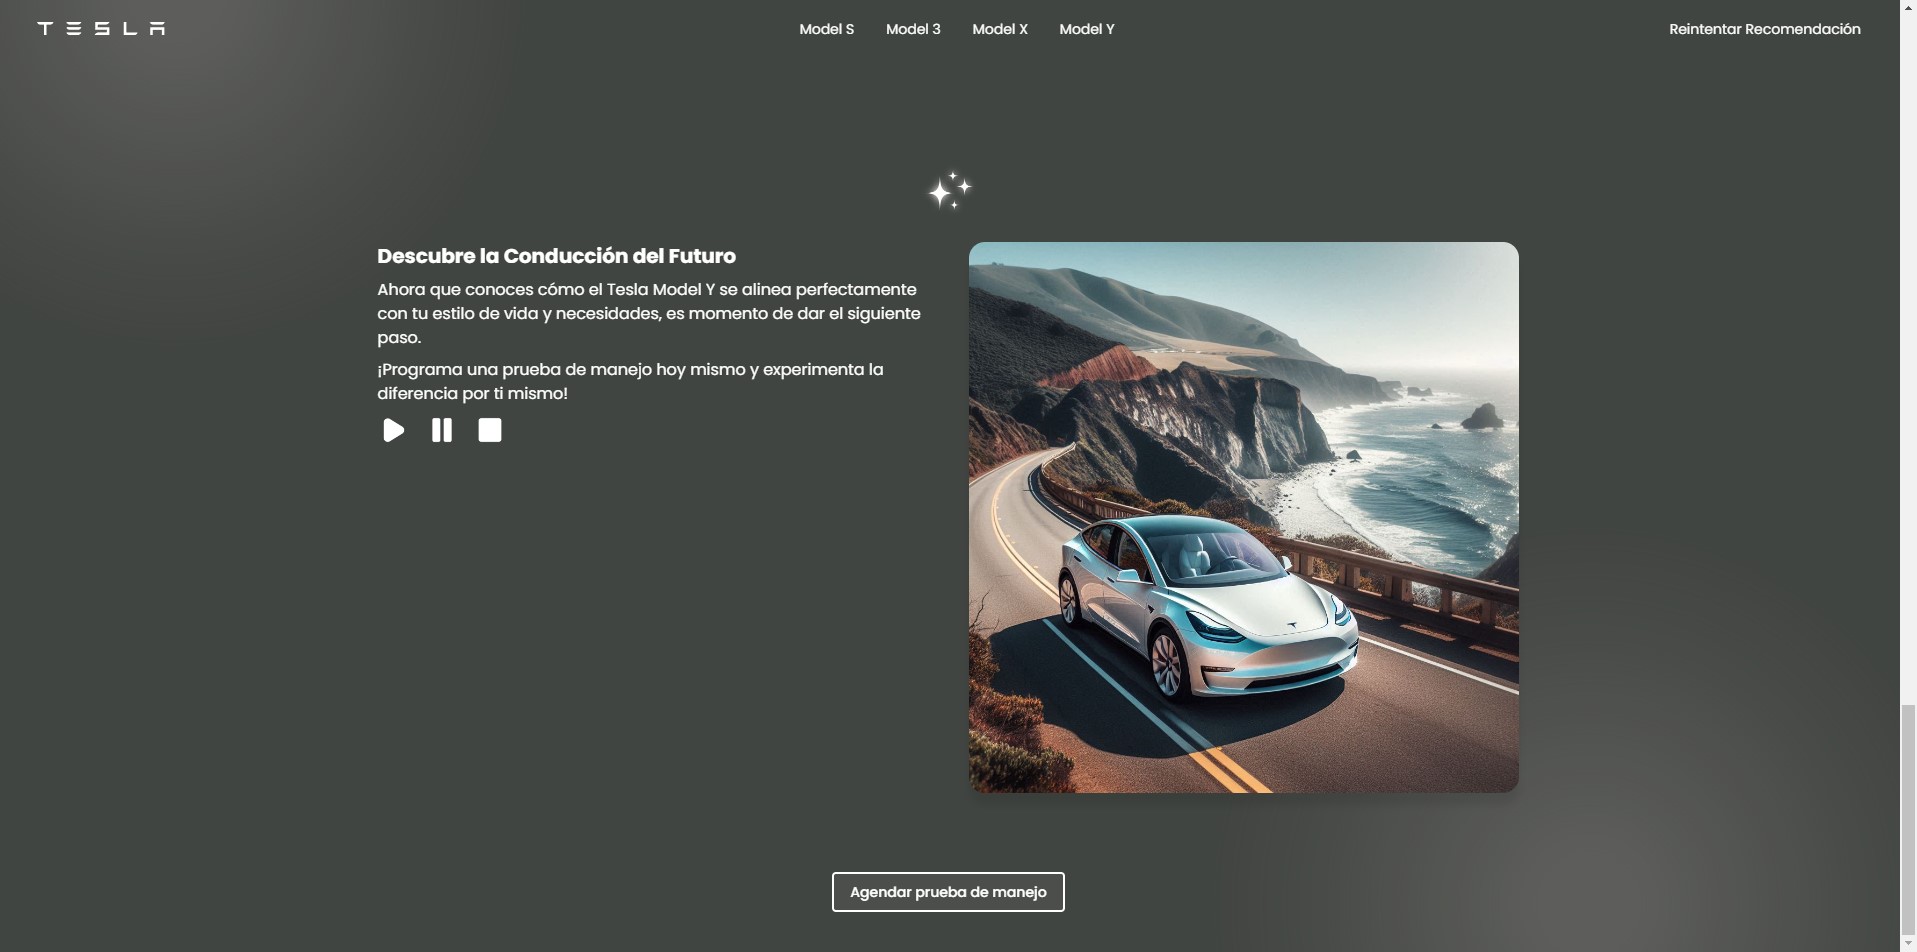 TESLA
Model S
Model 3
Model X
Model Y
Reintentar Recomendación
Descubre la Conducción del Futuro
Ahora que conoces cómo el Tesla Model Y se alinea perfectamente
con tu estilo de vida y necesidades, es momento de dar el siguiente
paso.
¡Programa una prueba de manejo hoy mismo y experimenta la
diferencia por ti mismo!
Agendar prueba de manejo